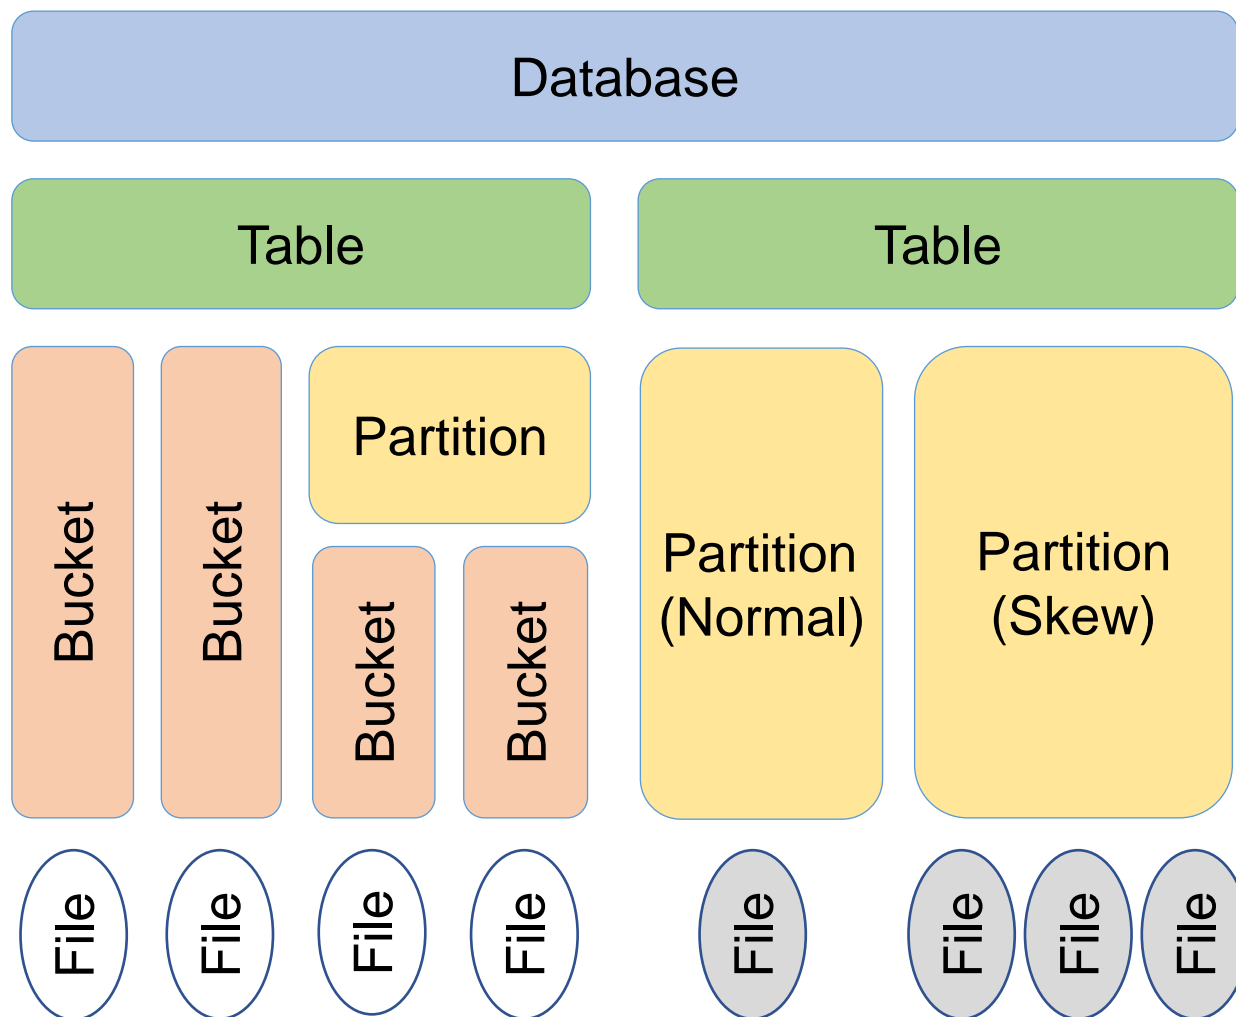 Database
Table
Table
Bucket
Bucket
Partition
Bucket
Bucket
Partition
(Normal)
Partition
(Skew)
File
File
File
File
File
File
File
File